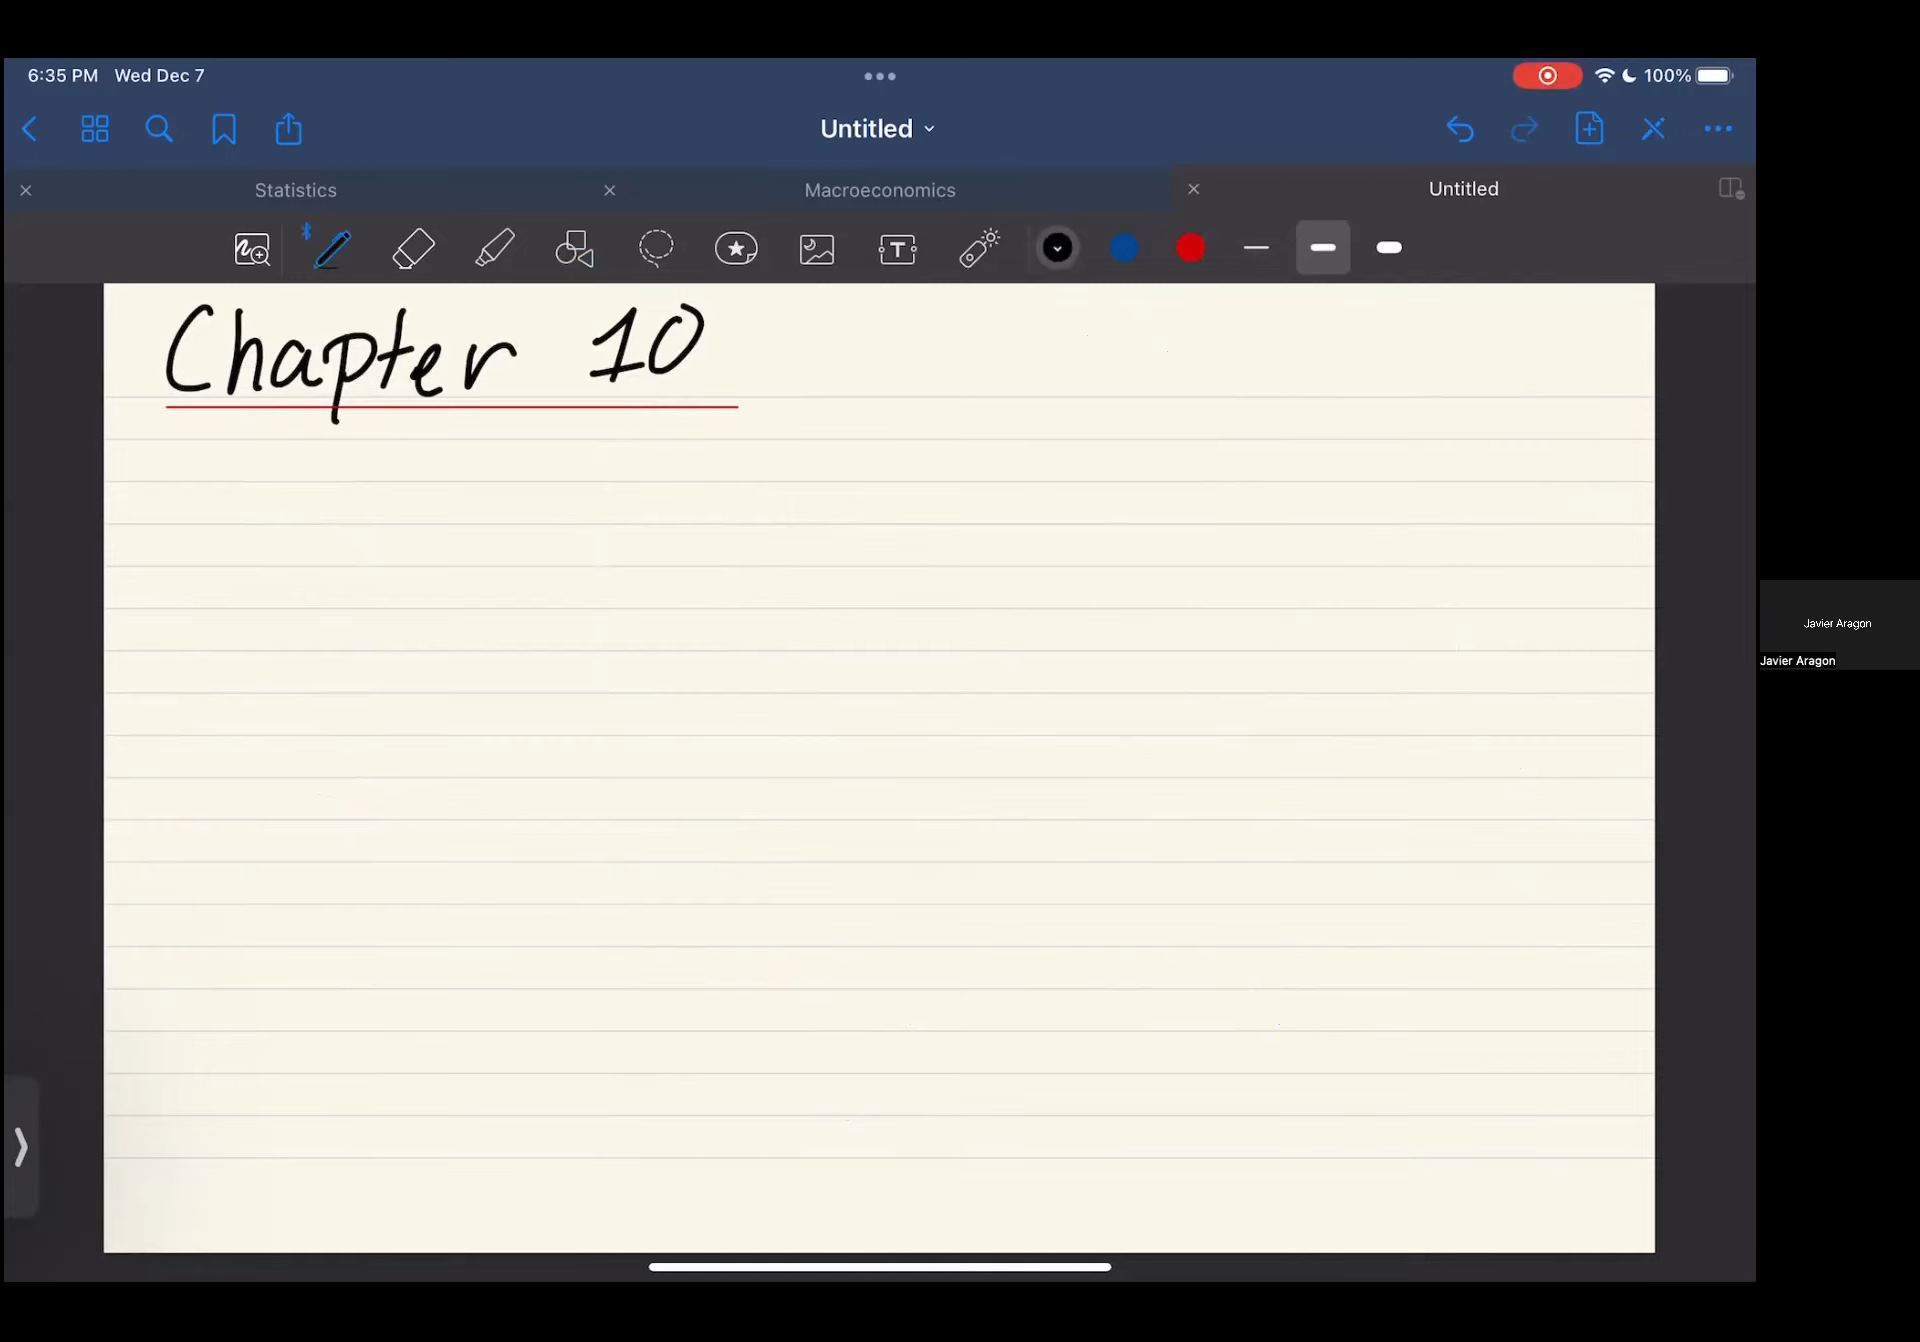 6:35 PM Wed Dec 7
100%
Untitled
Statistics
Macroeconomics
Untitled
T
Chapter 10
Javier Aragon
Javier Aragon